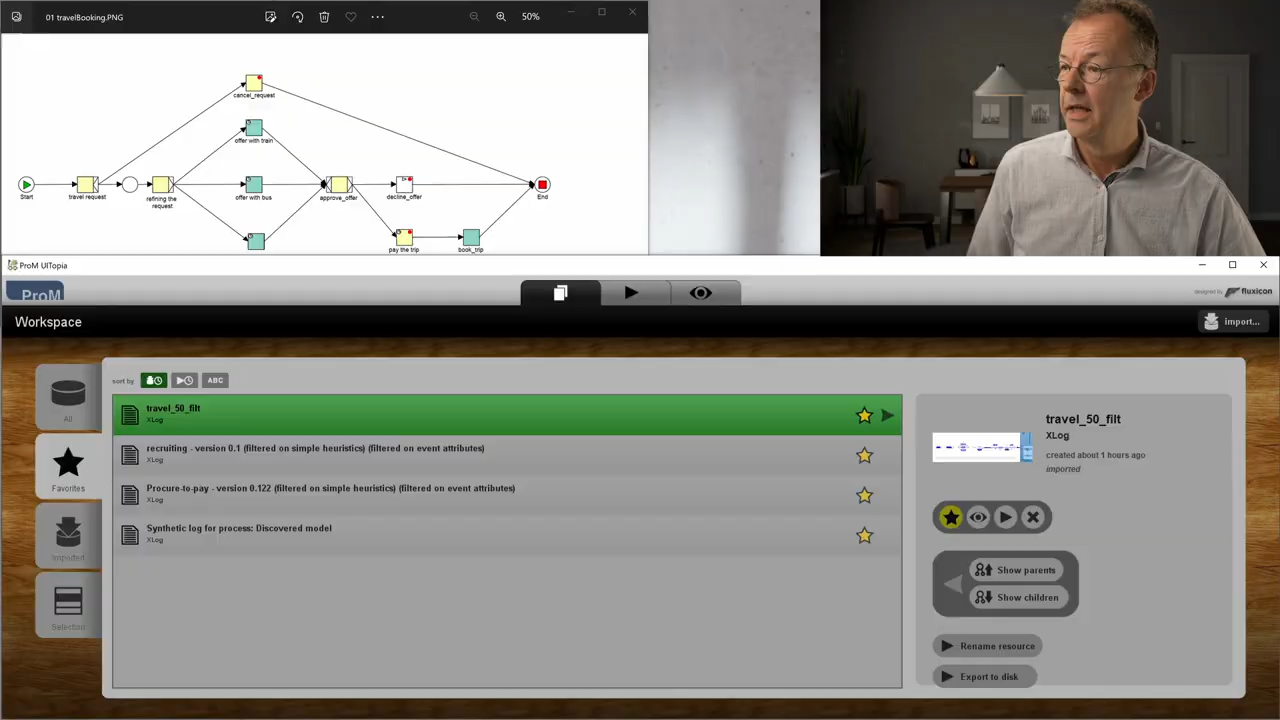 01 travelBooking.PNG
50%
cancel_request
offer with train
Start
travel request
refining the
request
offer with bus
approve_offer
decline_offer
End
pay the trip
book_trip
ProM UITopia
ProM
designed by fluxicon
Workspace
import...
All
Favorites
Imported
Selection
sort by
ABC
travel_50_filt
XLog
recruiting - version 0.1 (filtered on simple heuristics) (filtered on event attributes)
XLog
Procure-to-pay - version 0.122 (filtered on simple heuristics) (filtered on event attributes)
XLog
Synthetic log for process: Discovered model
XLog
travel_50_filt
XLog
created about 1 hours ago
imported
Show parents
Show children
Rename resource
Export to disk